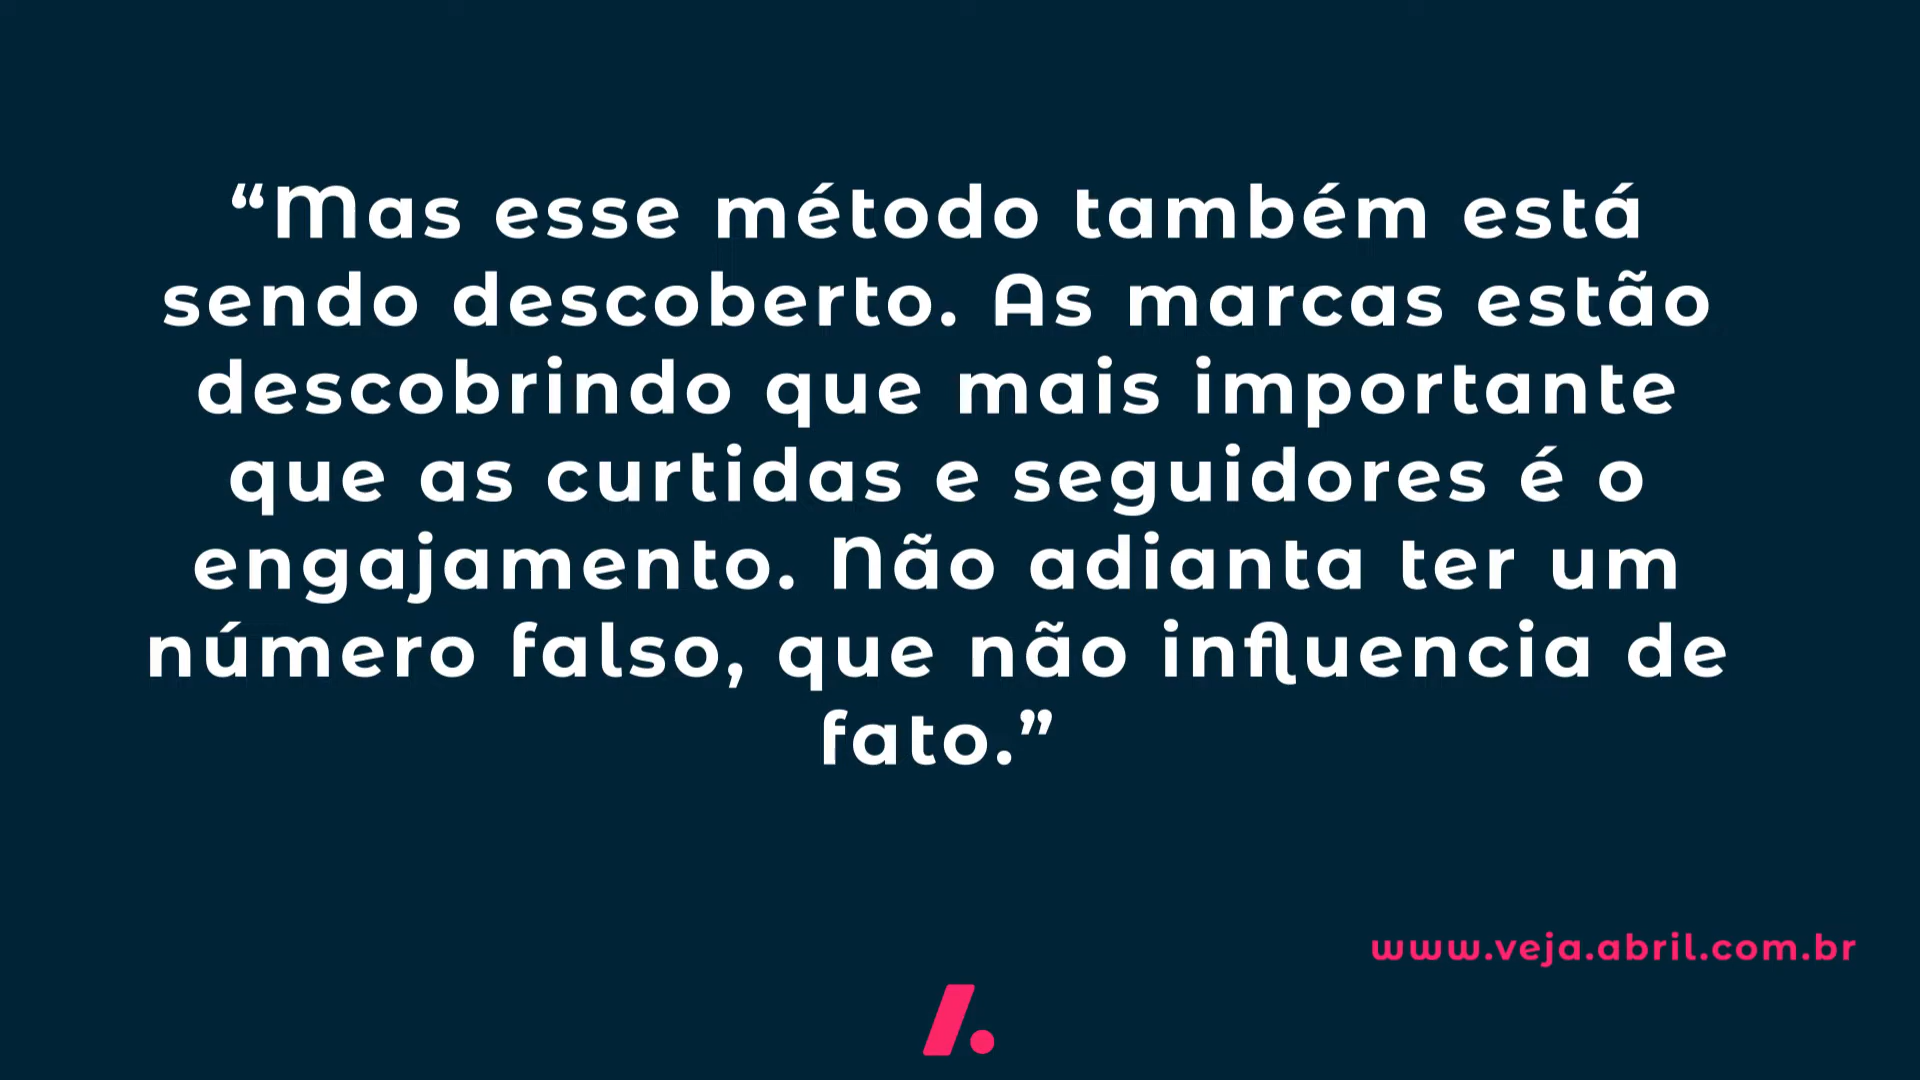 “Mas esse método também está
sendo descoberto. As marcas estão
descobrindo que mais importante
que as curtidas e seguidores é o
engajamento. Não adianta ter um
número falso, que não influencia de
fato.”
www.veja.abril.com.br